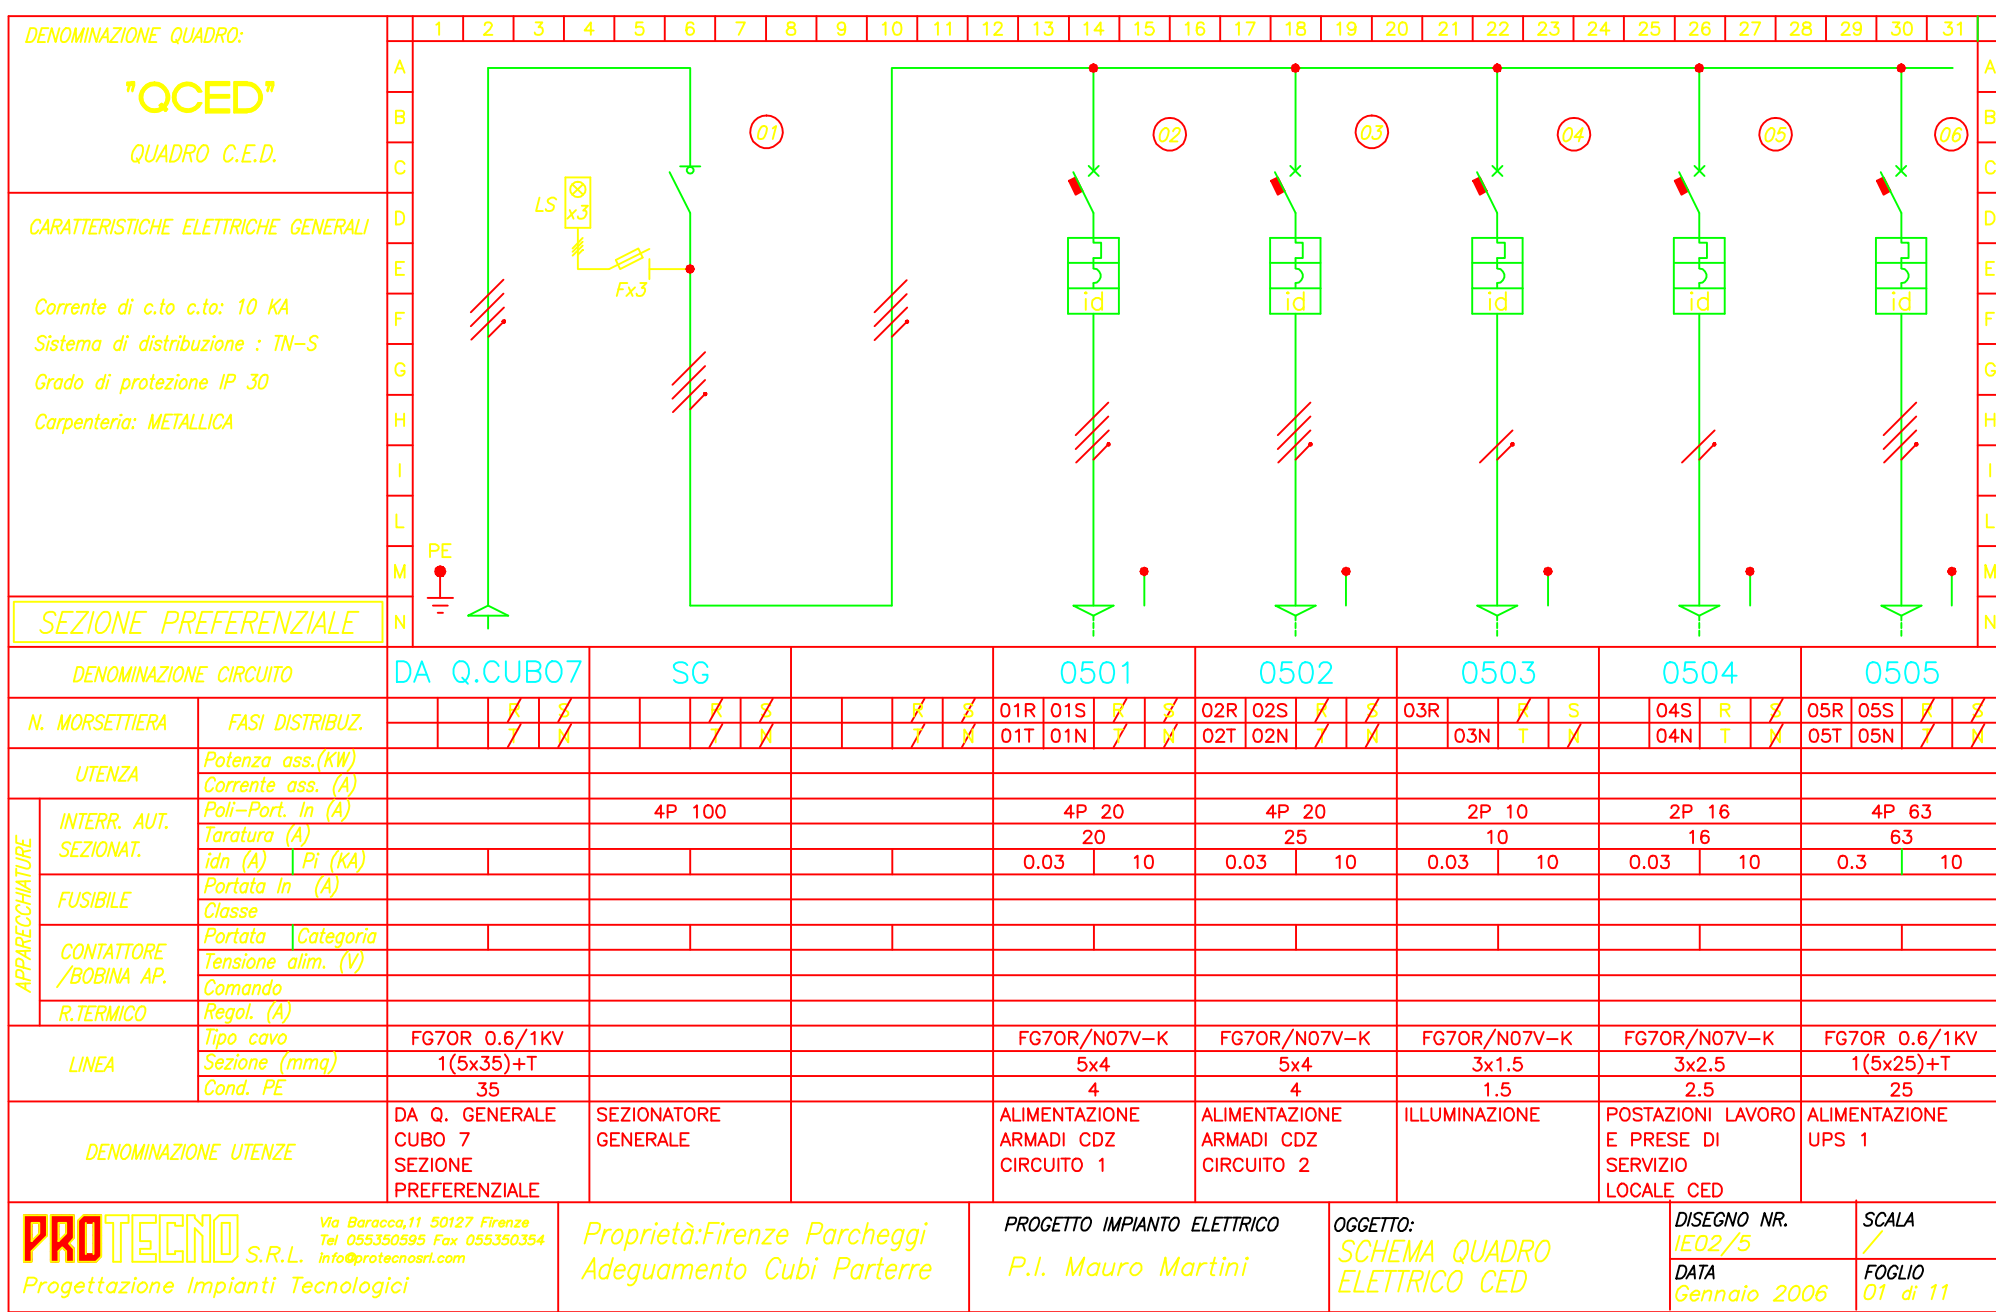 DENOMINAZIONE QUADRO:
"QCED"
QUADRO C.E.D.
CARATTERISTICHE ELETTRICHE GENERALI
Corrente di c.to c.to: 10 KA
Sistema di distribuzione : TN-S
Grado di protezione IP 30
Carpenteria: METALLICA
SEZIONE PREFERENZIALE
1 2 3 4 5 6 7 8 9 10 11 12 13 14 15 16 17 18 19 20 21 22 23 24 25 26 27 28 29 30 31
A A
B B
C C
D D
E E
F F
G G
H H
I I
L L
M M
N N
01 02 03 04 05 06
LS x3
Fx3
id id id id id
PE
DENOMINAZIONE CIRCUITO DA Q.CUBO7 SG 0501 0502 0503 0504 0505
N. MORSETTIERA FASI DISTRIBUZ.
R S R S R S 01R 01S R S 02R 02S R S 03R R S 04S R S 05R 05S R S
T N T N T N 01T 01N T N 02T 02N T N 03N T N 04N T N 05T 05N T N
UTENZA
Potenza ass.(KW)
Corrente ass. (A)
APPARECCHIATURE
INTERR. AUT.
SEZIONAT.
Poli-Port. In (A) 4P 100 4P 20 4P 20 2P 10 2P 16 4P 63
Taratura (A) 20 25 10 16 63
idn (A) Pi (KA) 0.03 10 0.03 10 0.03 10 0.03 10 0.3 10
FUSIBILE
Portata In (A)
Classe
CONTATTORE
/BOBINA AP.
Portata Categoria
Tensione alim. (V)
Comando
R.TERMICO Regol. (A)
LINEA
Tipo cavo FG7OR 0.6/1KV FG7OR/N07V-K FG7OR/N07V-K FG7OR/N07V-K FG7OR/N07V-K FG7OR 0.6/1KV
Sezione (mmq) 1(5x35)+T 5x4 5x4 3x1.5 3x2.5 1(5x25)+T
Cond. PE 35 4 4 1.5 2.5 25
DENOMINAZIONE UTENZE
DA Q. GENERALE
CUBO 7
SEZIONE
PREFERENZIALE
SEZIONATORE
GENERALE
ALIMENTAZIONE
ARMADI CDZ
CIRCUITO 1
ALIMENTAZIONE
ARMADI CDZ
CIRCUITO 2
ILLUMINAZIONE
POSTAZIONI LAVORO
E PRESE DI
SERVIZIO
LOCALE CED
ALIMENTAZIONE
UPS 1
PROTECNO S.R.L.
Via Baracca,11 50127 Firenze
Tel 055350595 Fax 055350354
info@protecnosrl.com
Progettazione Impianti Tecnologici
Proprietà:Firenze Parcheggi
Adeguamento Cubi Parterre
PROGETTO IMPIANTO ELETTRICO
P.I. Mauro Martini
OGGETTO:
SCHEMA QUADRO
ELETTRICO CED
DISEGNO NR.
IE02/5
SCALA
/
DATA
Gennaio 2006
FOGLIO
01 di 11